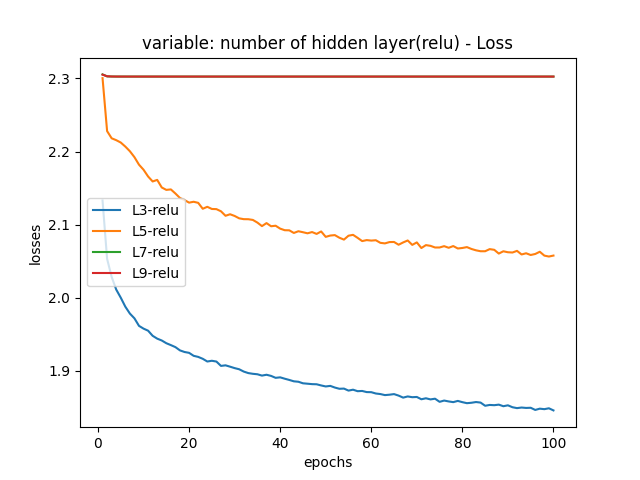 variable: number of hidden layer(relu) - Loss
2.3
2.2
2.1
2.0
1.9
losses
L3-relu
L5-relu
L7-relu
L9-relu
0 20 40 60 80 100
epochs